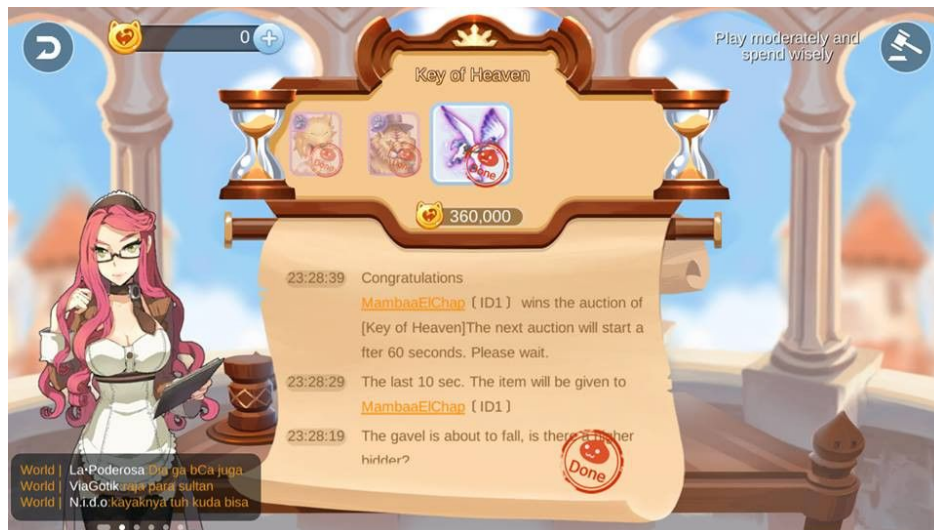 0
Play moderately and
spend wisely
Key of Heaven
Done
Done
Done
360,000
23:28:39 Congratulations
MambaaElChap ( ID1 ) wins the auction of
[Key of Heaven]The next auction will start a
fter 60 seconds. Please wait.
23:28:29 The last 10 sec. The item will be given to
MambaaElChap ( ID1 )
23:28:19 The gavel is about to fall, is there a higher
bidder?
Done
World | La•Poderosa:Dia ga bCa juga
World | ViaGotik:raja para sultan
World | N.i.d.o:kayaknya tuh kuda bisa